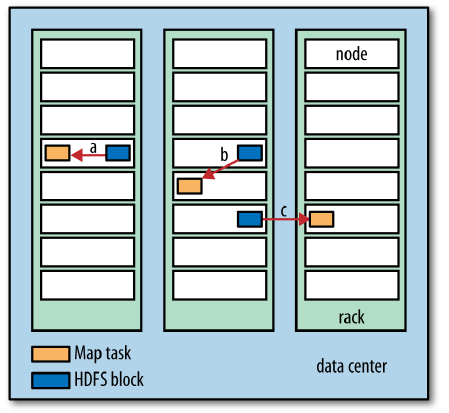 node
a
b
c
rack
Map task
HDFS block
data center